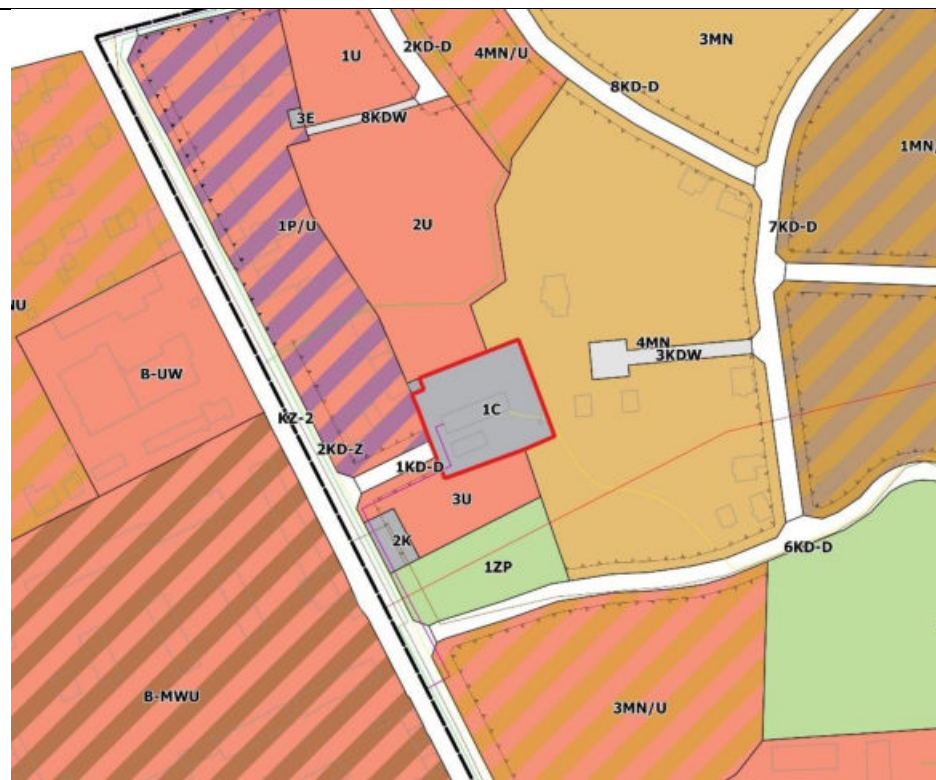 2KD-D
3MN
1U
4MN/U
8KD-D
3E
8KDW
1MN/
1P/U
2U
7KD-D
NU
4MN
3KDW
B-UW
1C
KZ-2
2KD-Z
1KD-D
3U
2K
6KD-D
1ZP
B-MWU
3MN/U